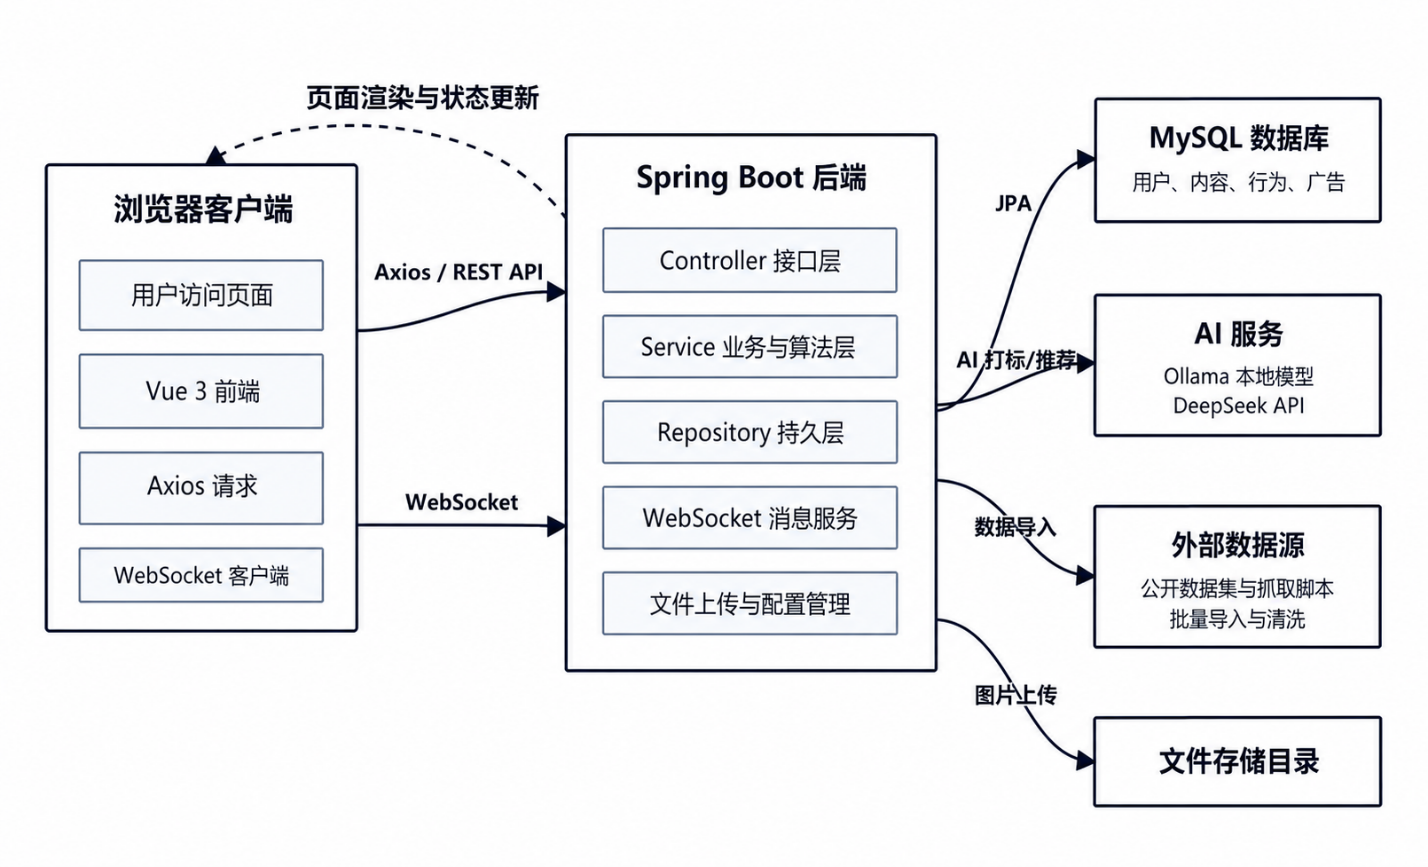 页面渲染与状态更新
浏览器客户端
用户访问页面
Vue 3 前端
Axios 请求
WebSocket 客户端
Axios / REST API
WebSocket
Spring Boot 后端
Controller 接口层
Service 业务与算法层
Repository 持久层
WebSocket 消息服务
文件上传与配置管理
JPA
AI 打标/推荐
数据导入
图片上传
MySQL 数据库
用户、内容、行为、广告
AI 服务
Ollama 本地模型
DeepSeek API
外部数据源
公开数据集与抓取脚本
批量导入与清洗
文件存储目录